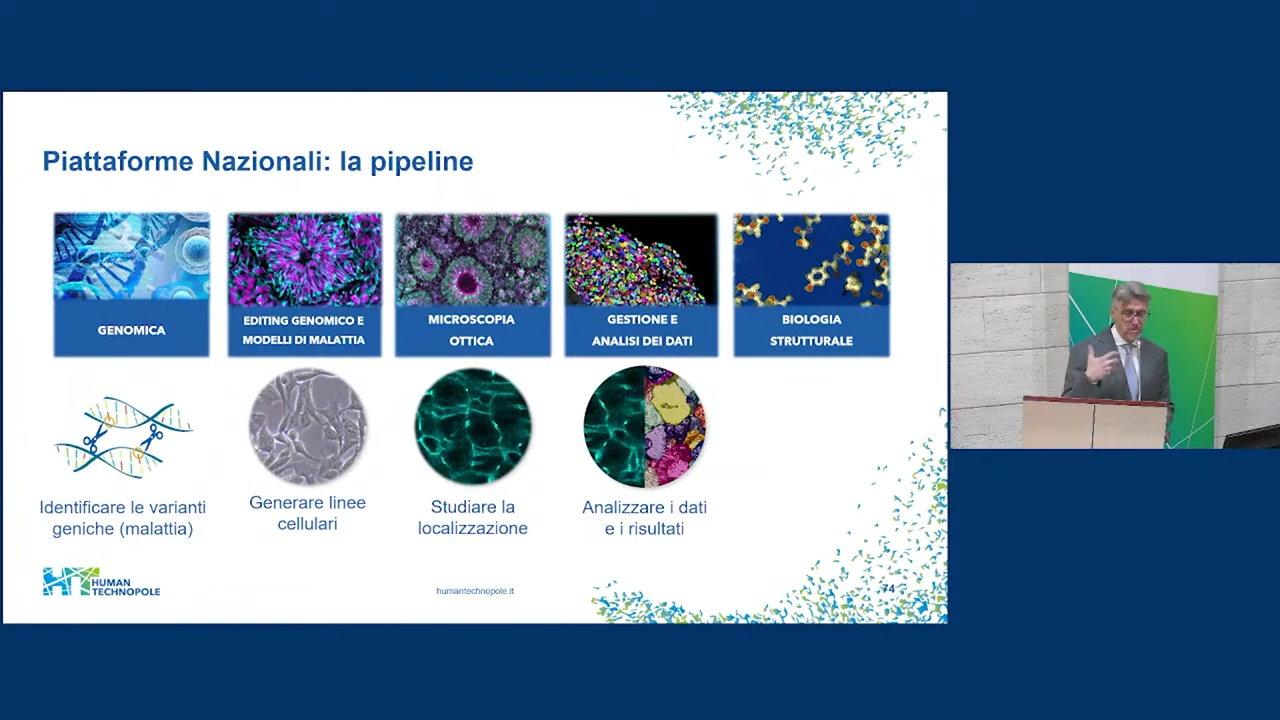 Piattaforme Nazionali: la pipeline
GENOMICA
EDITING GENOMICO E
MODELLI DI MALATTIA
MICROSCOPIA
OTTICA
GESTIONE E
ANALISI DEI DATI
BIOLOGIA
STRUTTURALE
Identificare le varianti
geniche (malattia)
Generare linee
cellulari
Studiare la
localizzazione
Analizzare i dati
e i risultati
HUMAN
TECHNOPOLE
humantechnopole.it
74